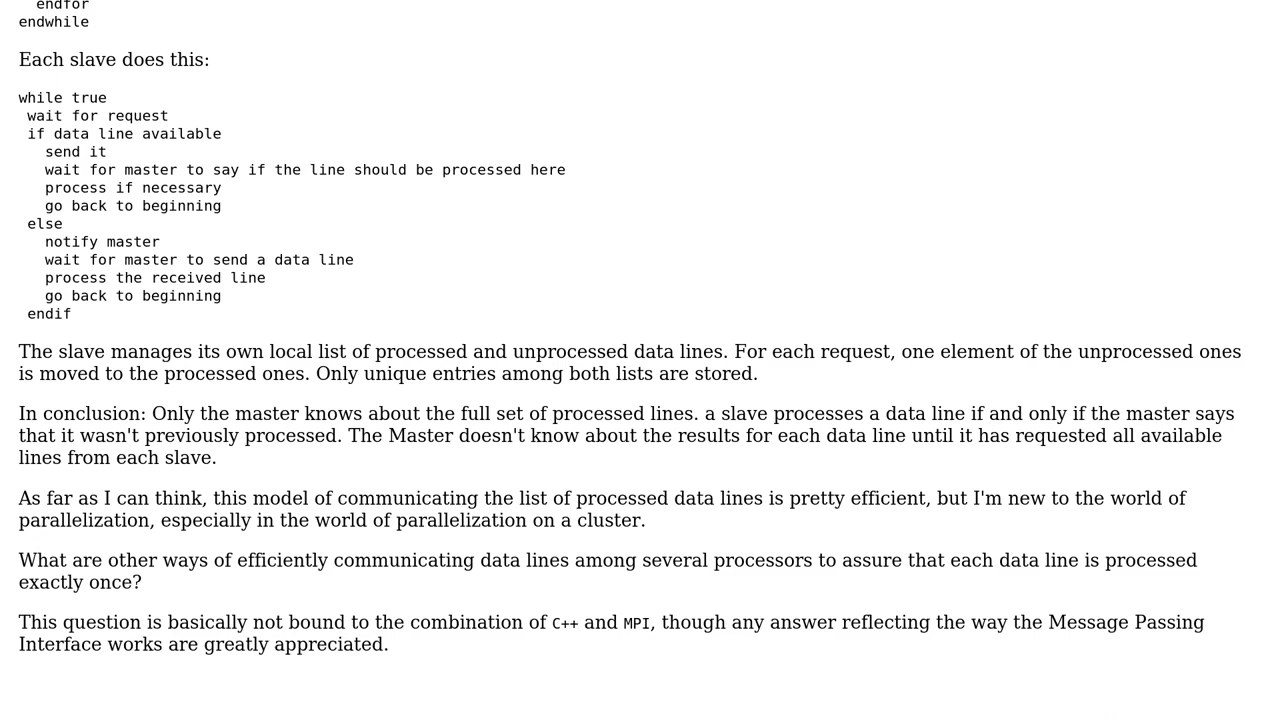 endfor
endwhile
Each slave does this:
while true
wait for request
if data line available
send it
wait for master to say if the line should be processed here
process if necessary
go back to beginning
else
notify master
wait for master to send a data line
process the received line
go back to beginning
endif
The slave manages its own local list of processed and unprocessed data lines. For each request, one element of the unprocessed ones
is moved to the processed ones. Only unique entries among both lists are stored.
In conclusion: Only the master knows about the full set of processed lines. a slave processes a data line if and only if the master says
that it wasn't previously processed. The Master doesn't know about the results for each data line until it has requested all available
lines from each slave.
As far as I can think, this model of communicating the list of processed data lines is pretty efficient, but I'm new to the world of
parallelization, especially in the world of parallelization on a cluster.
What are other ways of efficiently communicating data lines among several processors to assure that each data line is processed
exactly once?
This question is basically not bound to the combination of C++ and MPI, though any answer reflecting the way the Message Passing
Interface works are greatly appreciated.